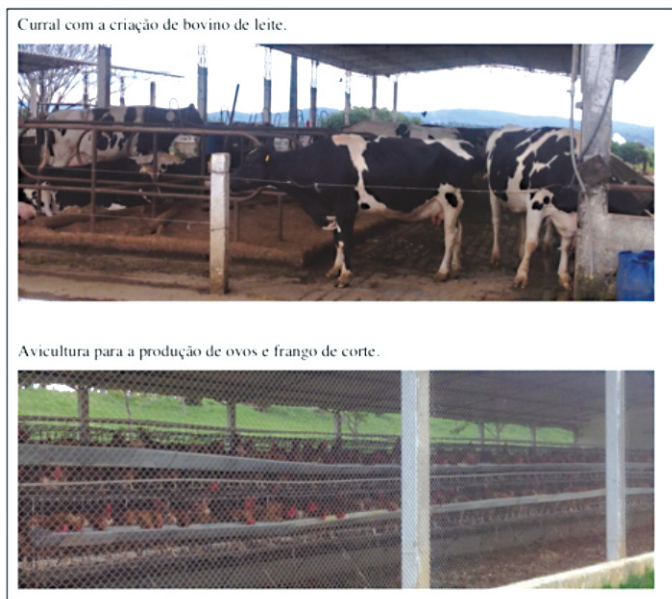 Curral com a criação de bovino de leite.
Avicultura para a produção de ovos e frango de corte.